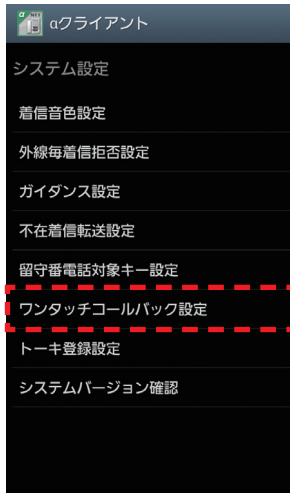 αクライアント
システム設定
着信音色設定
外線毎着信拒否設定
ガイダンス設定
不在着信転送設定
留守番電話対象キー設定
ワンタッチコールバック設定
トーキ登録設定
システムバージョン確認